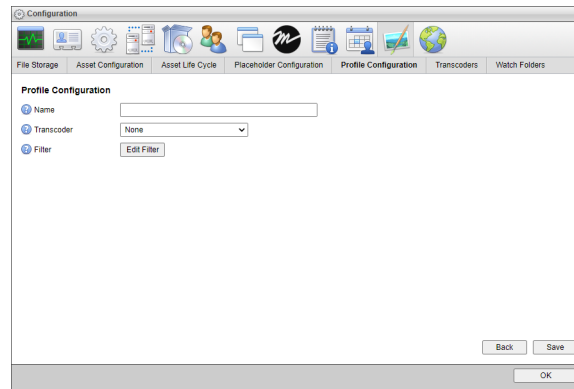 Configuration
File Storage Asset Configuration Asset Life Cycle Placeholder Configuration Profile Configuration Transcoders Watch Folders
Profile Configuration
Name
Transcoder None
Filter Edit Filter
Back Save
OK